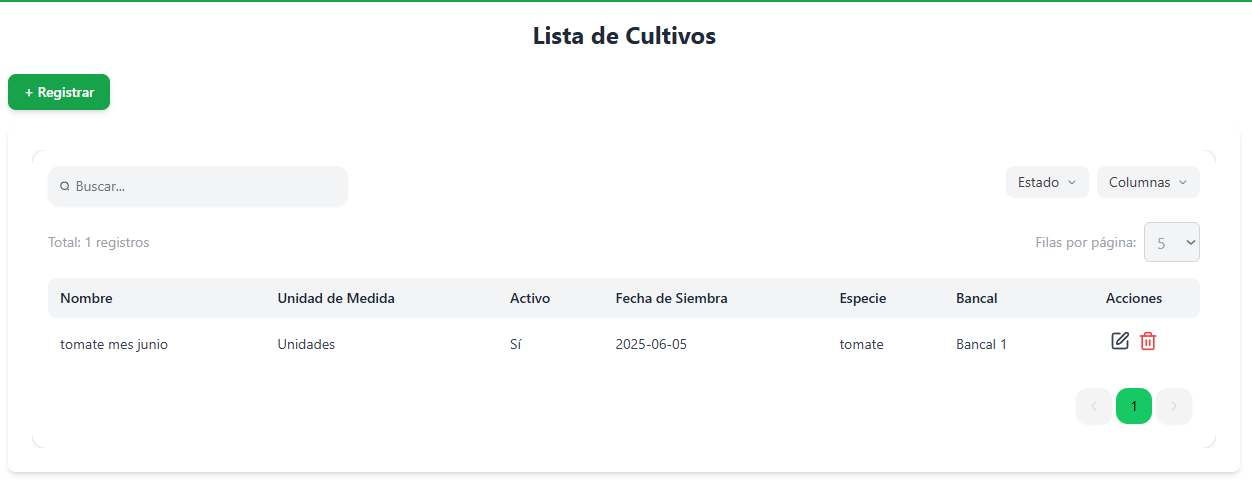 Lista de Cultivos
+ Registrar
Buscar...
Estado
Columnas
Total: 1 registros
Filas por página: 5
Nombre Unidad de Medida Activo Fecha de Siembra Especie Bancal Acciones
tomate mes junio Unidades Sí 2025-06-05 tomate Bancal 1
1